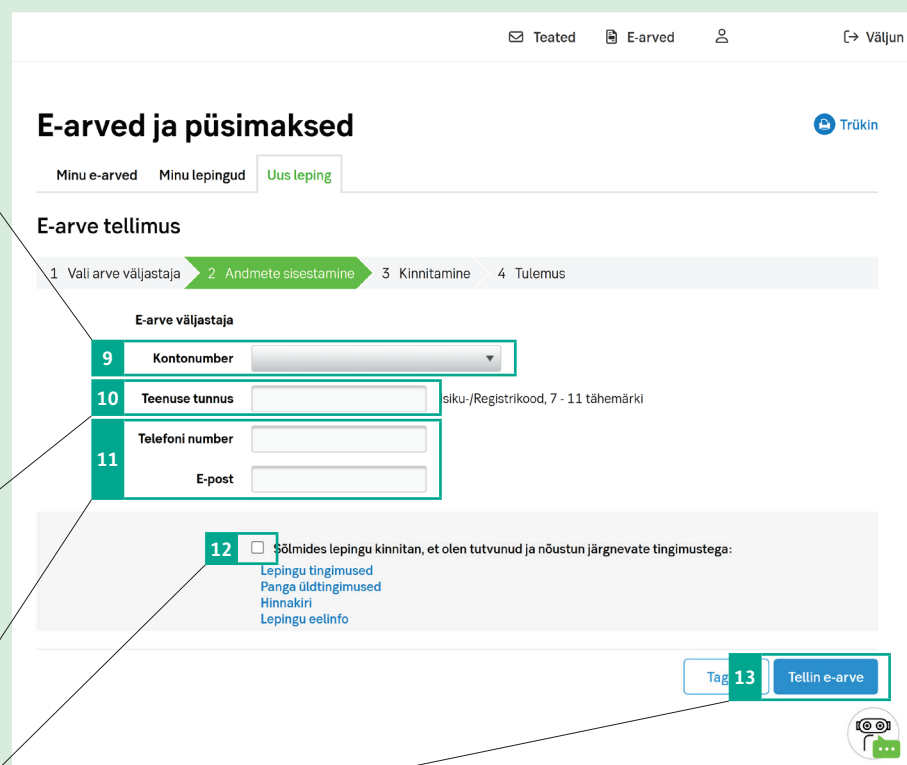 Teated E-arved Väljun
E-arved ja püsimaksed
Trükin
Minu e-arved Minu lepingud Uus leping
E-arve tellimus
1 Vali arve väljastaja 2 Andmete sisestamine 3 Kinnitamine 4 Tulemus
E-arve väljastaja
9 Kontonumber
10 Teenuse tunnus siku-/Registrikood, 7 - 11 tähemärki
11
Telefoni number
E-post
12 Sõlmides lepingu kinnitan, et olen tutvunud ja nõustun järgnevate tingimustega:
Lepingu tingimused
Panga üldtingimused
Hinnakiri
Lepingu eelinfo
Tag 13 Tellin e-arve